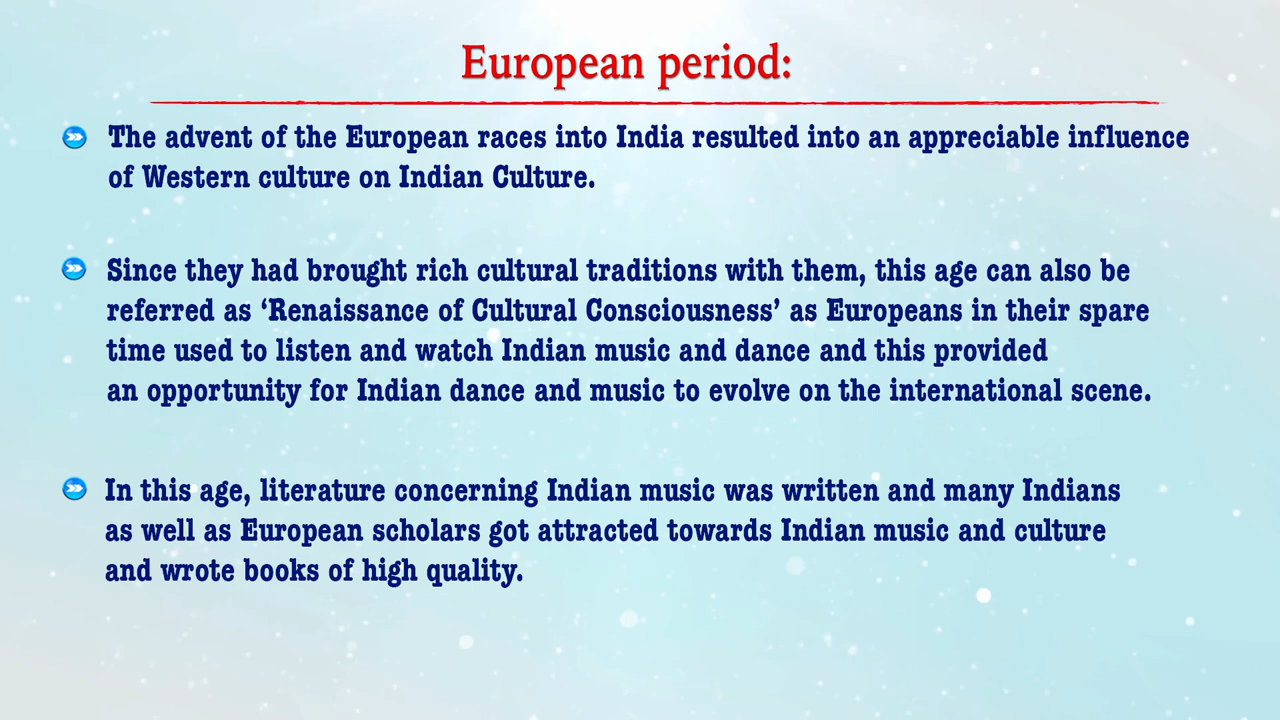 European period:
The advent of the European races into India resulted into an appreciable influence
of Western culture on Indian Culture.
Since they had brought rich cultural traditions with them, this age can also be
referred as ‘Renaissance of Cultural Consciousness’ as Europeans in their spare
time used to listen and watch Indian music and dance and this provided
an opportunity for Indian dance and music to evolve on the international scene.
In this age, literature concerning Indian music was written and many Indians
as well as European scholars got attracted towards Indian music and culture
and wrote books of high quality.